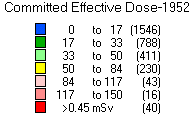 Committed Effective Dose-1952
0 to 17 (1546)
17 to 33 (788)
33 to 50 (411)
50 to 84 (230)
84 to 117 (43)
117 to 150 (16)
>0.45 mSv (40)